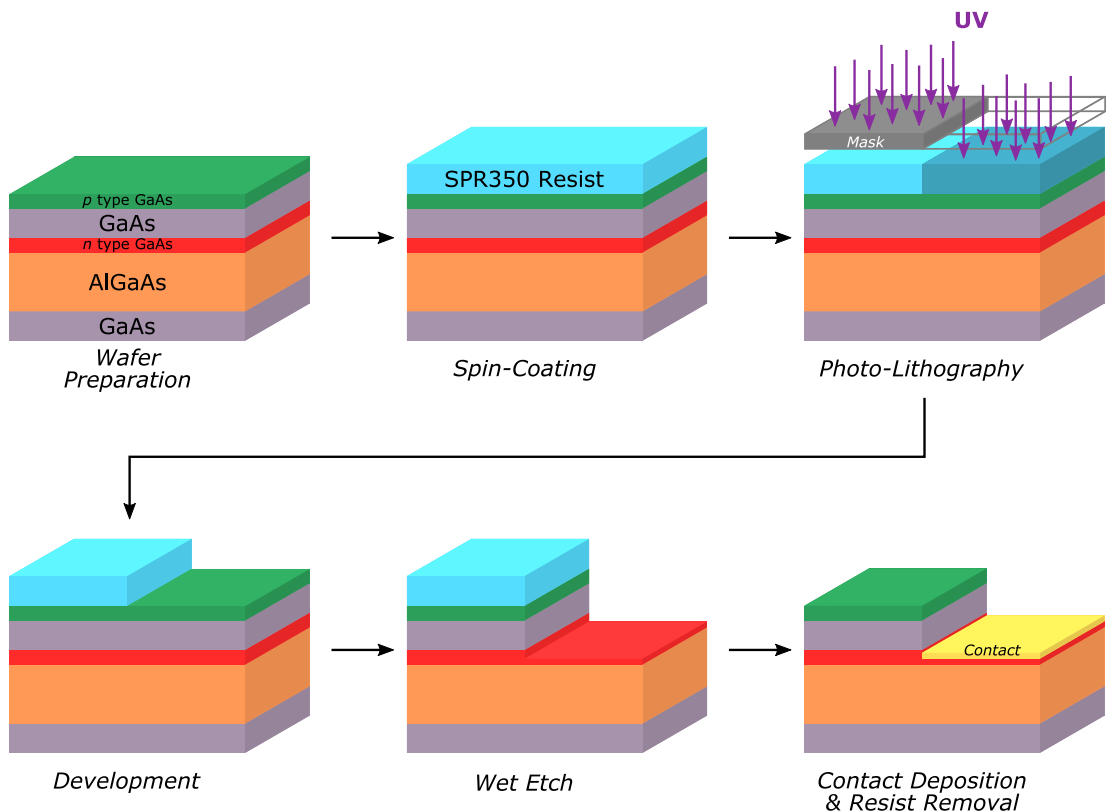 UV
Mask
p type GaAs
GaAs
n type GaAs
AlGaAs
GaAs
SPR350 Resist
Wafer
Preparation
Spin-Coating
Photo-Lithography
Contact
Development
Wet Etch
Contact Deposition
& Resist Removal